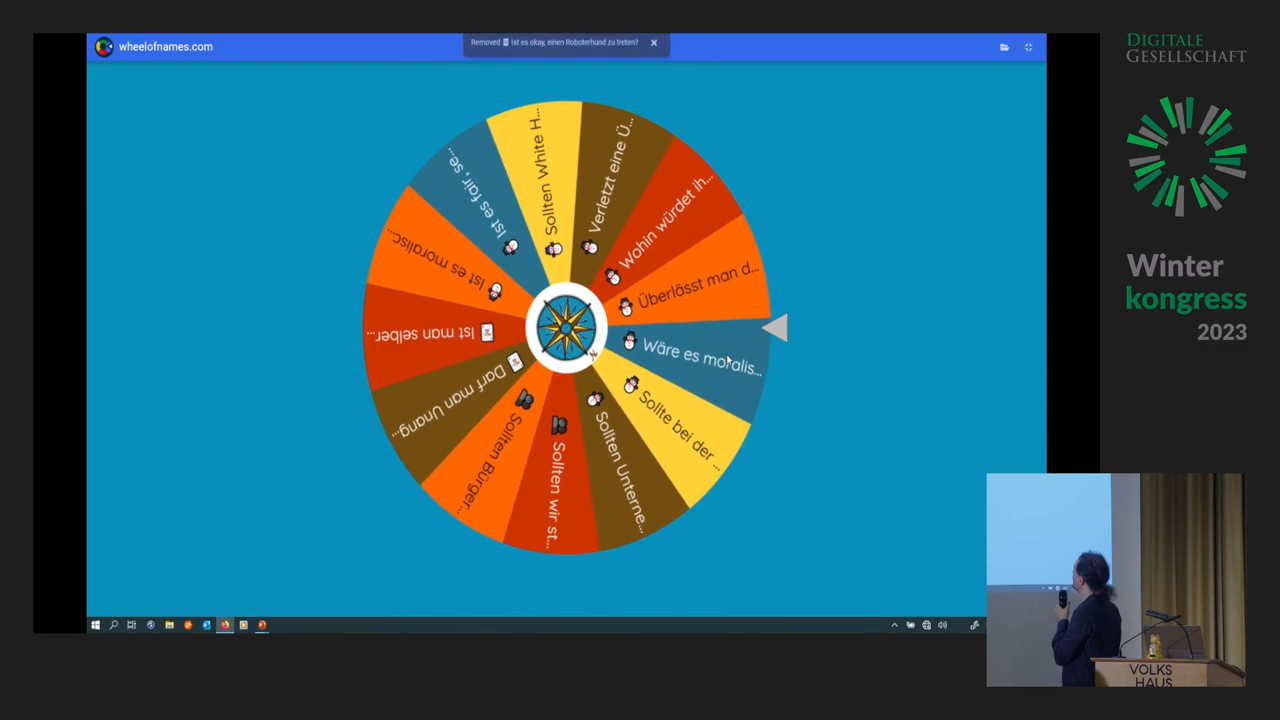 wheelofnames.com
Removed Ist es okay, einen Roboterhund zu treten?
Sollten White H...
Verletzt eine Ü...
Wohin würdet ih...
Überlässt man d...
Wäre es moralis...
Sollte bei der ...
Sollten Unterne...
Sollten wir st...
Sollten Bürger...
Darf man Unang...
Ist man selber...
Ist es moralisc...
Ist es fair, se...
DIGITALE
GESELLSCHAFT
Winter
kongress
2023
VOLKS
HAUS